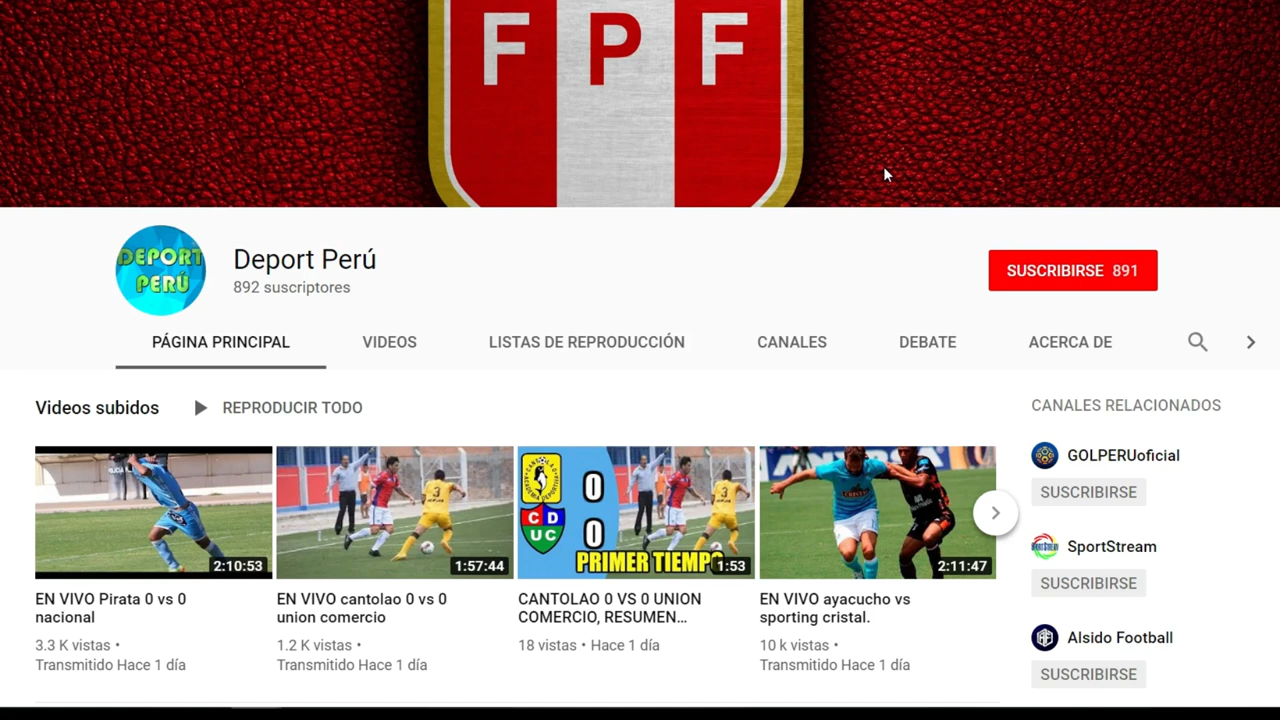 F P F
DEPORT
PERÚ
Deport Perú
892 suscriptores
SUSCRIBIRSE 891
PÁGINA PRINCIPAL
VIDEOS
LISTAS DE REPRODUCCIÓN
CANALES
DEBATE
ACERCA DE
Videos subidos
REPRODUCIR TODO
2:10:53
EN VIVO Pirata 0 vs 0
nacional
3.3 K vistas •
Transmitido Hace 1 día
1:57:44
EN VIVO cantolao 0 vs 0
union comercio
1.2 K vistas •
Transmitido Hace 1 día
0
C D
U C
0
PRIMER TIEMPO
1:53
CANTOLAO 0 VS 0 UNION
COMERCIO, RESUMEN...
18 vistas • Hace 1 día
2:11:47
EN VIVO ayacucho vs
sporting cristal.
10 k vistas •
Transmitido Hace 1 día
CANALES RELACIONADOS
GOLPERUoficial
SUSCRIBIRSE
SportStream
SUSCRIBIRSE
Alsido Football
SUSCRIBIRSE